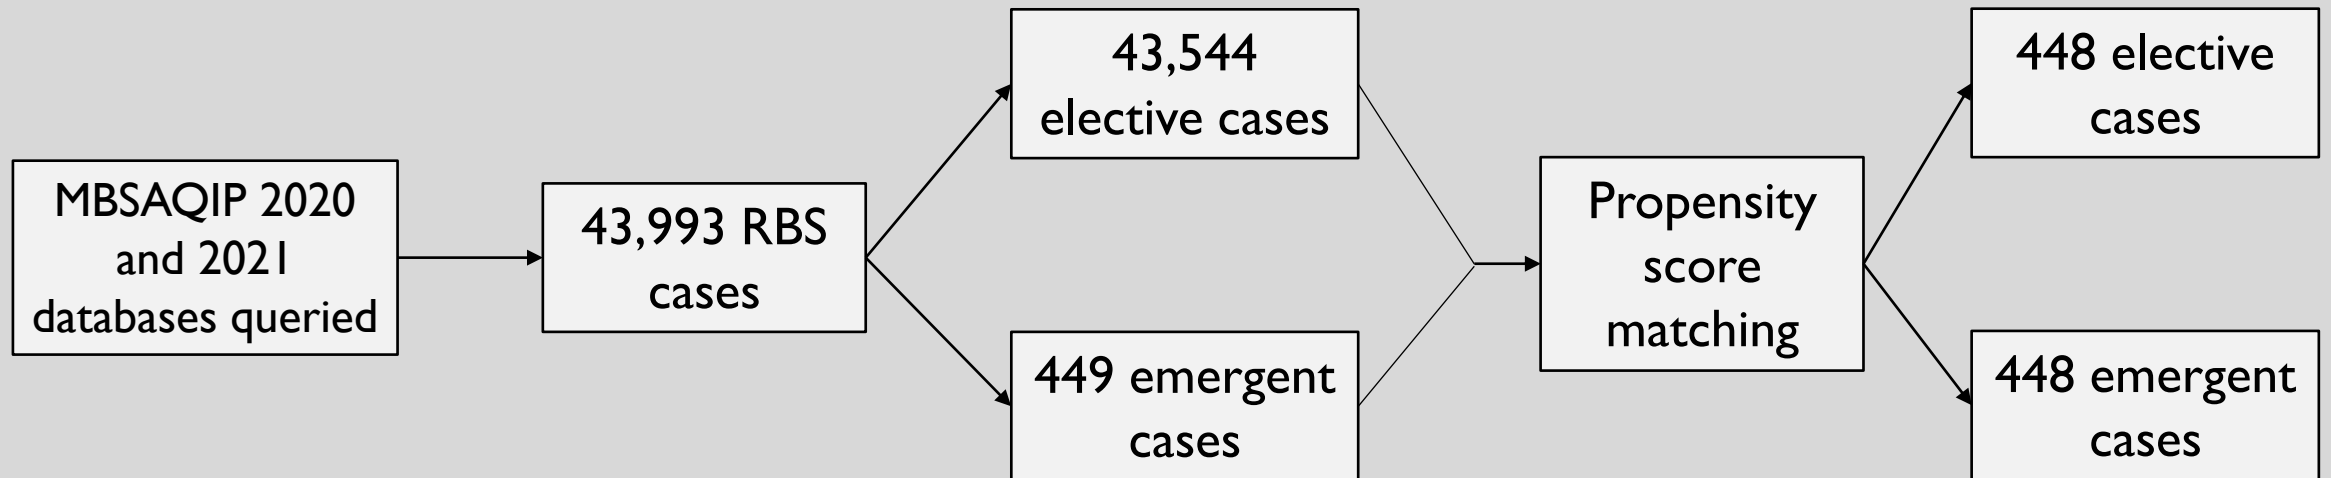 MBSAQIP 2020
and 2021
databases queried
43,993 RBS
cases
43,544
elective cases
449 emergent
cases
Propensity
score
matching
448 elective
cases
448 emergent
cases